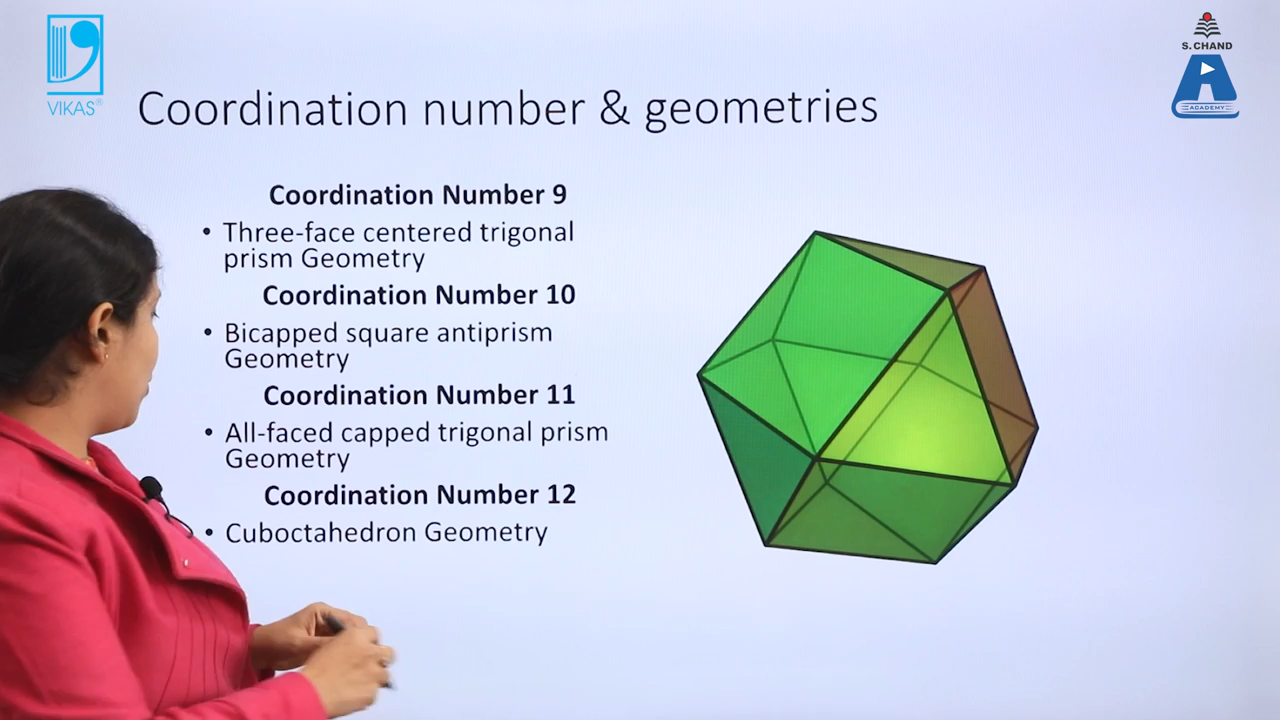 VIKAS®
S. CHAND
ACADEMY
Coordination number & geometries
Coordination Number 9
• Three-face centered trigonal
prism Geometry
Coordination Number 10
• Bicapped square antiprism
Geometry
Coordination Number 11
• All-faced capped trigonal prism
Geometry
Coordination Number 12
• Cuboctahedron Geometry